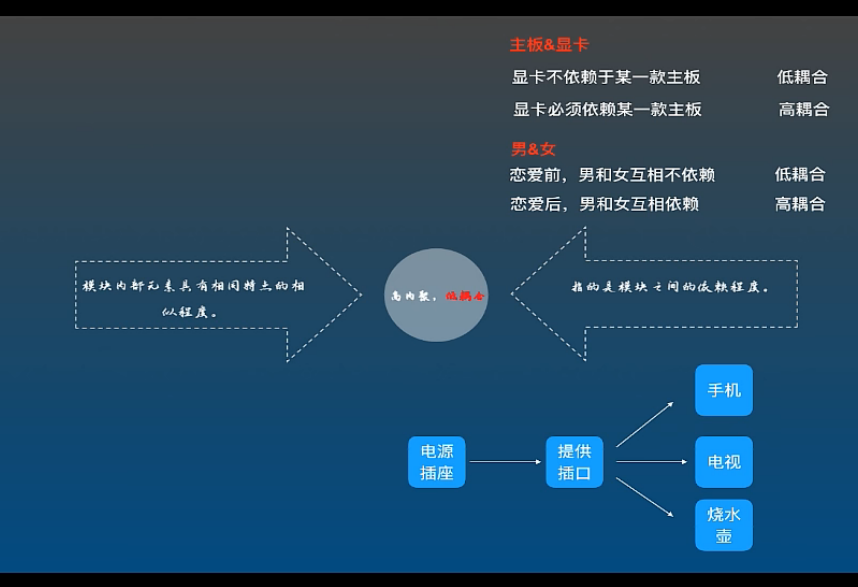 主板&显卡
显卡不依赖于某一款主板 低耦合
显卡必须依赖某一款主板 高耦合
男&女
恋爱前，男和女互相不依赖 低耦合
恋爱后，男和女互相依赖 高耦合
模块内部元素具有相同特点的相
似程度。
高内聚，低耦合
指的是模块之间的依赖程度。
手机
电源
插座
提供
插口
电视
烧水
壶